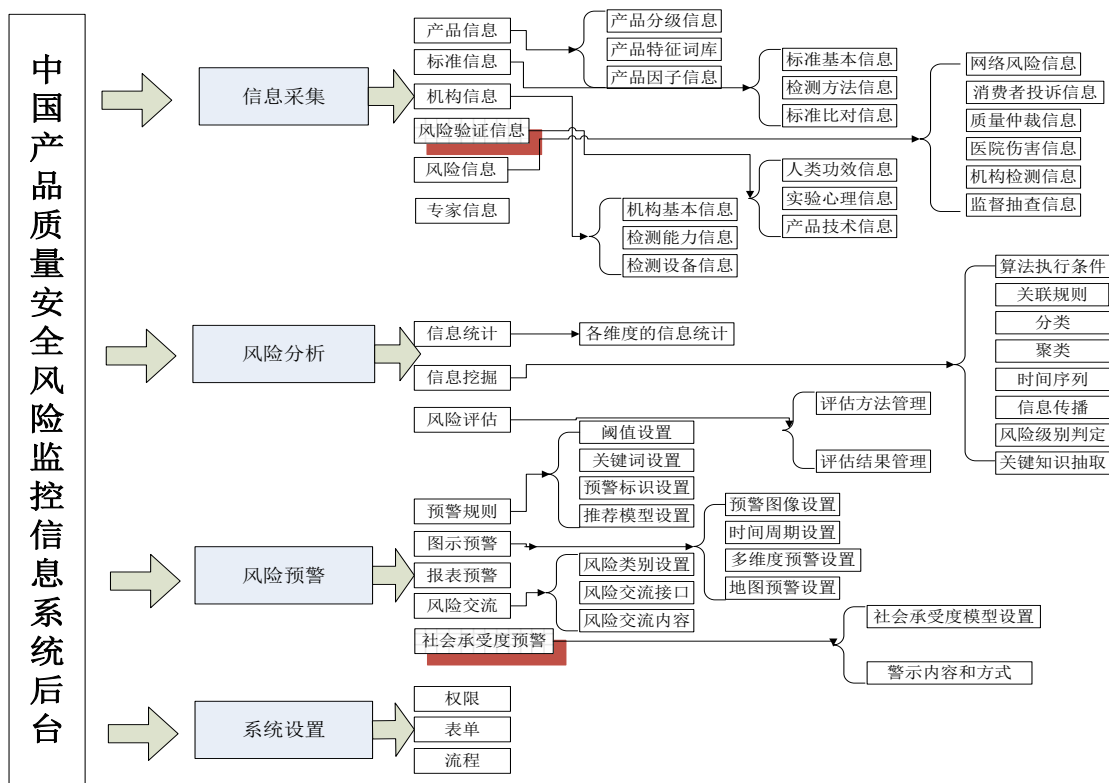 中国产品质量安全风险监控信息系统后台
信息采集
产品信息
标准信息
机构信息
风险验证信息
风险信息
专家信息
产品分级信息
产品特征词库
产品因子信息
标准基本信息
检测方法信息
标准比对信息
网络风险信息
消费者投诉信息
质量仲裁信息
医院伤害信息
机构检测信息
监督抽查信息
人类功效信息
实验心理信息
产品技术信息
机构基本信息
检测能力信息
检测设备信息
风险分析
信息统计
信息挖掘
风险评估
各维度的信息统计
算法执行条件
关联规则
分类
聚类
时间序列
信息传播
风险级别判定
关键知识抽取
评估方法管理
评估结果管理
风险预警
预警规则
图示预警
报表预警
风险交流
社会承受度预警
阈值设置
关键词设置
预警标识设置
推荐模型设置
预警图像设置
时间周期设置
多维度预警设置
地图预警设置
风险类别设置
风险交流接口
风险交流内容
社会承受度模型设置
警示内容和方式
系统设置
权限
表单
流程